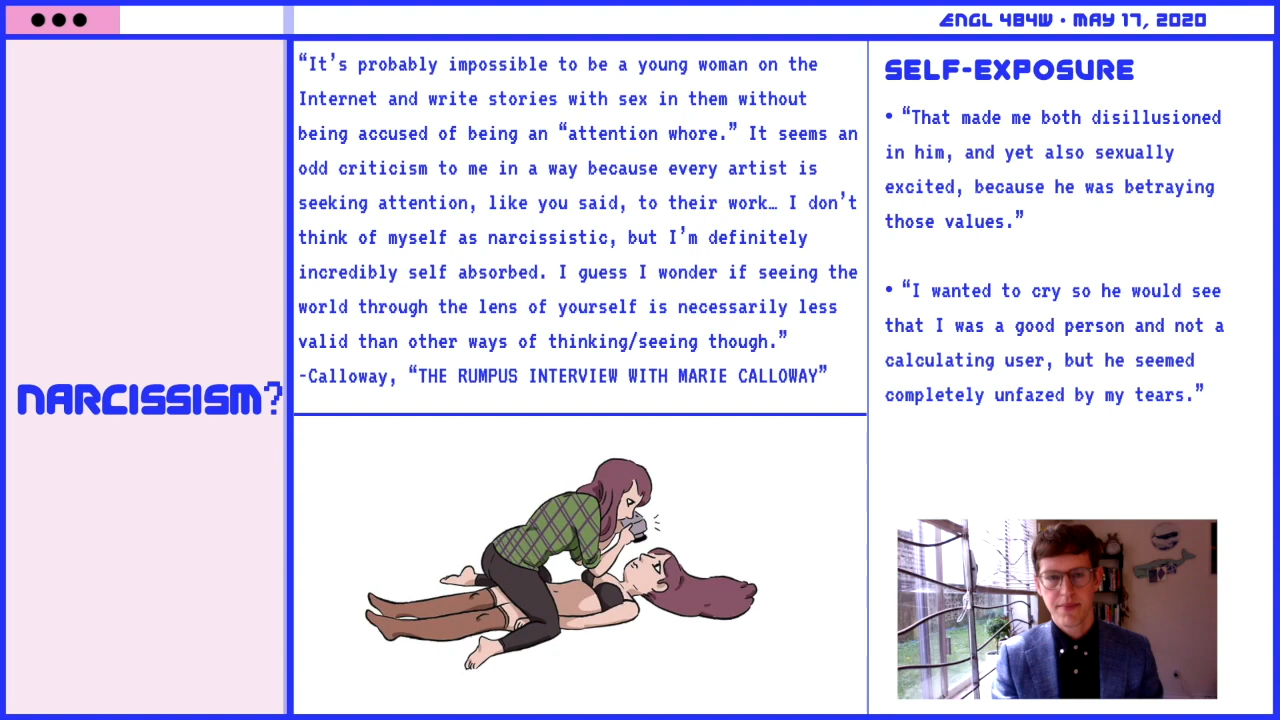 ENGL 484W • MAY 17, 2020
NARCISSISM?
“It’s probably impossible to be a young woman on the
Internet and write stories with sex in them without
being accused of being an “attention whore.” It seems an
odd criticism to me in a way because every artist is
seeking attention, like you said, to their work… I don’t
think of myself as narcissistic, but I’m definitely
incredibly self absorbed. I guess I wonder if seeing the
world through the lens of yourself is necessarily less
valid than other ways of thinking/seeing though.”
-Calloway, “THE RUMPUS INTERVIEW WITH MARIE CALLOWAY”
SELF-EXPOSURE
• “That made me both disillusioned
in him, and yet also sexually
excited, because he was betraying
those values.”
• “I wanted to cry so he would see
that I was a good person and not a
calculating user, but he seemed
completely unfazed by my tears.”